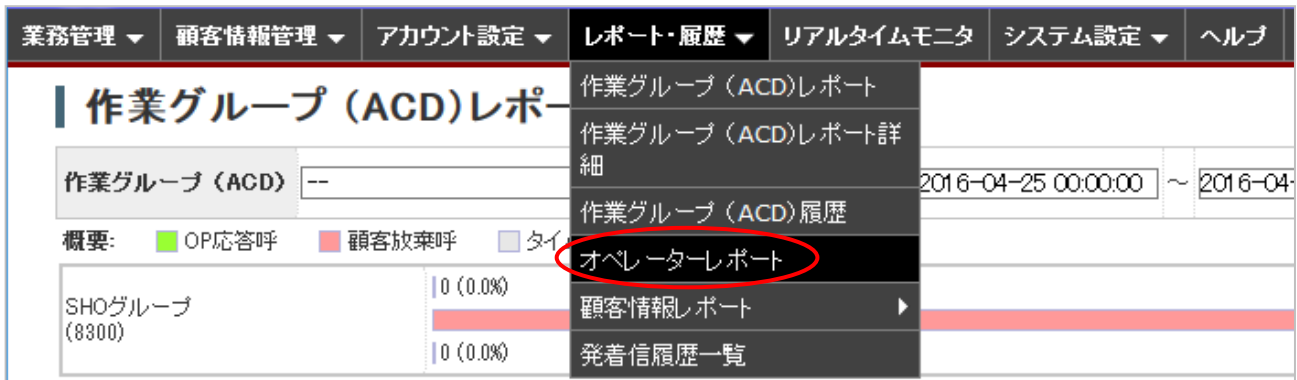 業務管理 ▼ 顧客情報管理 ▼ アカウント設定 ▼ レポート・履歴 ▼ リアルタイムモニタ システム設定 ▼ ヘルプ
作業グループ (ACD)レポー
作業グループ (ACD) -- 2016-04-25 00:00:00 ～ 2016-04-
概要: OP応答呼 顧客放棄呼 タイ
SHOグループ
(8300)
0 (0.0%)
0 (0.0%)
作業グループ (ACD)レポート
作業グループ (ACD)レポート詳
細
作業グループ (ACD)履歴
オペレーターレポート
顧客情報レポート
発着信履歴一覧